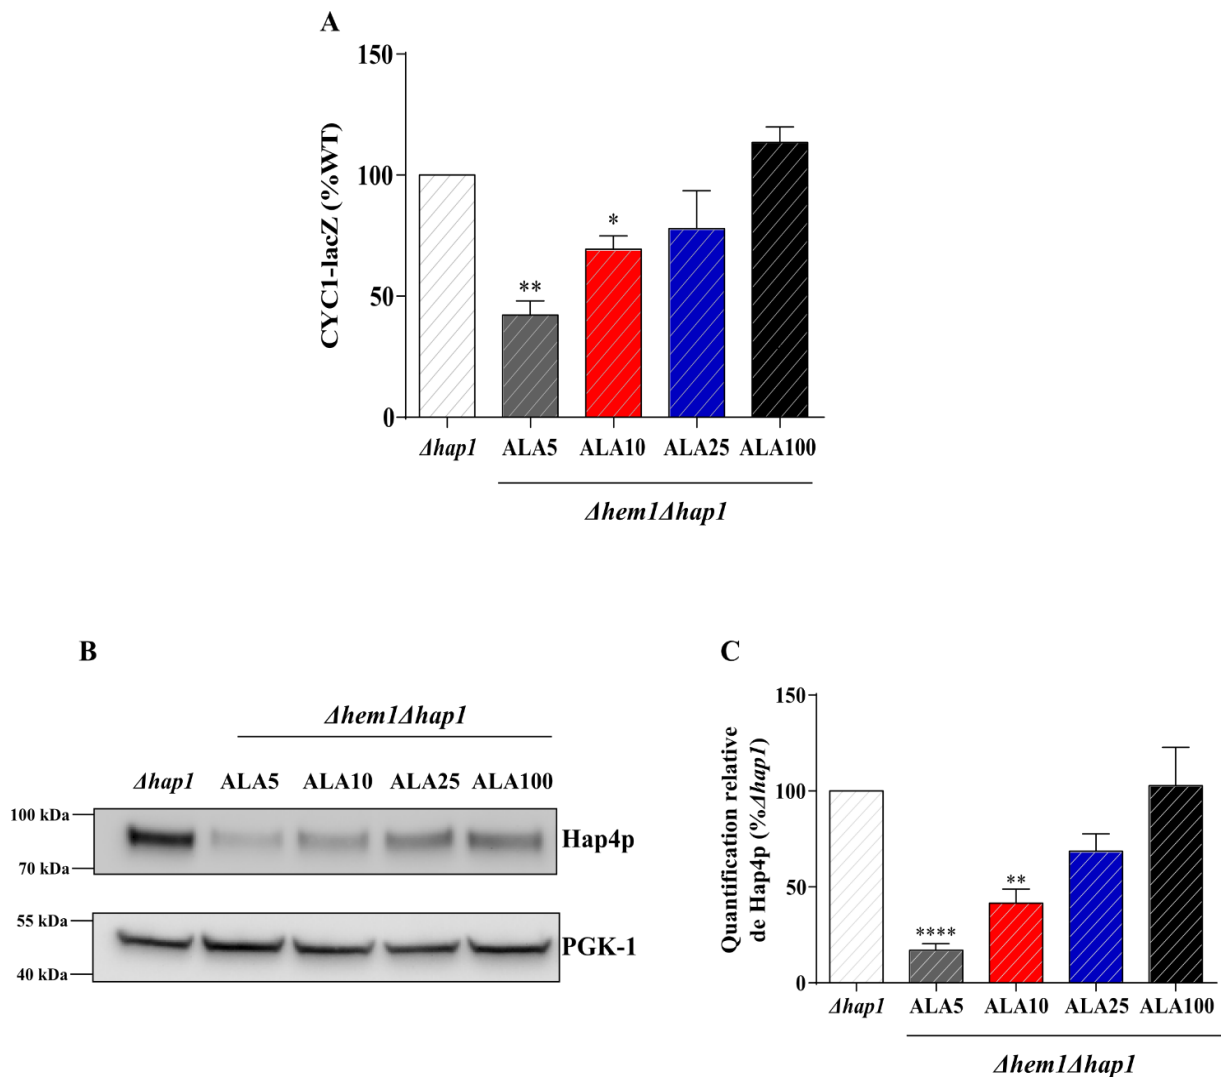 A
CYC1-lacZ (%WT)
150
100
50
0
Δhap1 ALA5 ALA10 ALA25 ALA100
** *
Δhem1Δhap1
B
Δhem1Δhap1
Δhap1 ALA5 ALA10 ALA25 ALA100
100 kDa
Hap4p
70 kDa
55 kDa
PGK-1
40 kDa
C
Quantification relative
de Hap4p (%Δhap1)
150
100
50
0
**** **
Δhap1 ALA5 ALA10 ALA25 ALA100
Δhem1Δhap1